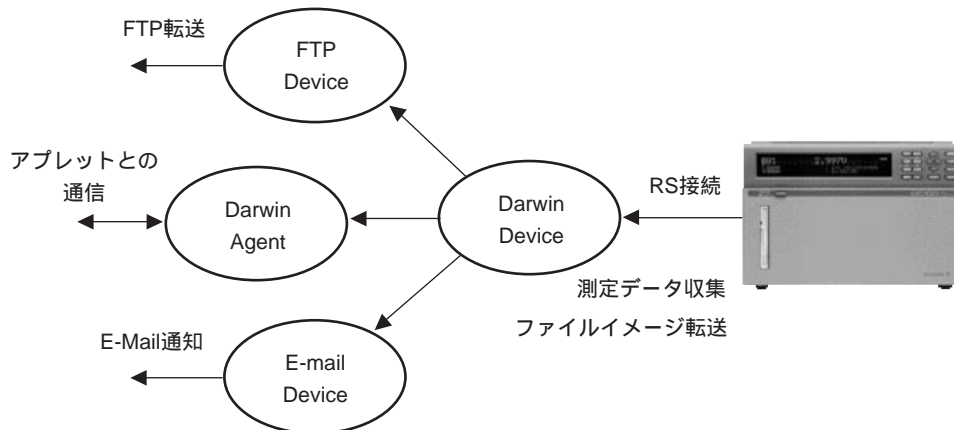 FTP転送
FTP
Device
アプレットとの
通信
Darwin
Agent
Darwin
Device
RS接続
測定データ収集
ファイルイメージ転送
E-Mail通知
E-mail
Device